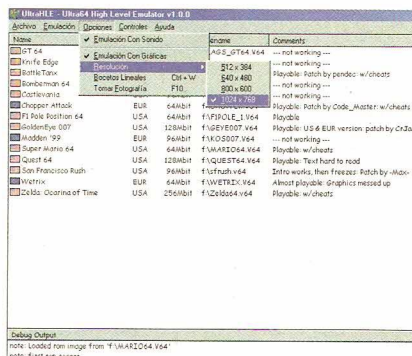 UltraHLE - Ultra64 High Level Emulator v1.0.0
Archivo Emulación Opciones Controles Ayuda
Name ename Comments
✓ Emulación Con Sonido
✓ Emulación Con Gráficas
Resolución
Bocetos Lineales Ctrl + W
Tomar Fotografía F10
512 x 384
640 x 480
800 x 600
✓ 1024 x 768
GT 64 AGS_GT64.V64 --- not working ---
Knife Edge --- not working ---
BattleTanx Playable: Patch by pendec: w/cheats
Bomberman 64 --- not working ---
Castlevania --- not working ---
Chopper Attack EUR 64Mbit Playable: Patch by Code_Master: w/cheats
F1 Pole Position 64 USA 64Mbit f:\F1POLE_1.V64 Playable
GoldenEye 007 USA 128Mbit f:\GEYE007.V64 Playable: US & EUR version: patch by CrJa
Madden '99 EUR 96Mbit f:\KOS007.V64 --- not working ---
Super Mario 64 USA 64Mbit f:\MARIO64.V64 Playable: w/cheats
Quest 64 USA 128Mbit f:\QUEST64.V64 Playable: Text hard to read
San Francisco Rush USA 96Mbit f:\sfrush.v64 Intro works, then freezes: Patch by -Max-
Wetrix EUR 96Mbit f:\WETRIX.V64 Almost playable: Graphics messed up
Zelda: Ocarina of Time USA 256Mbit f:\Zelda64.v64 Playable: w/cheats
Debug Output
note: Loaded rom image from 'f:\MARIO64.V64'